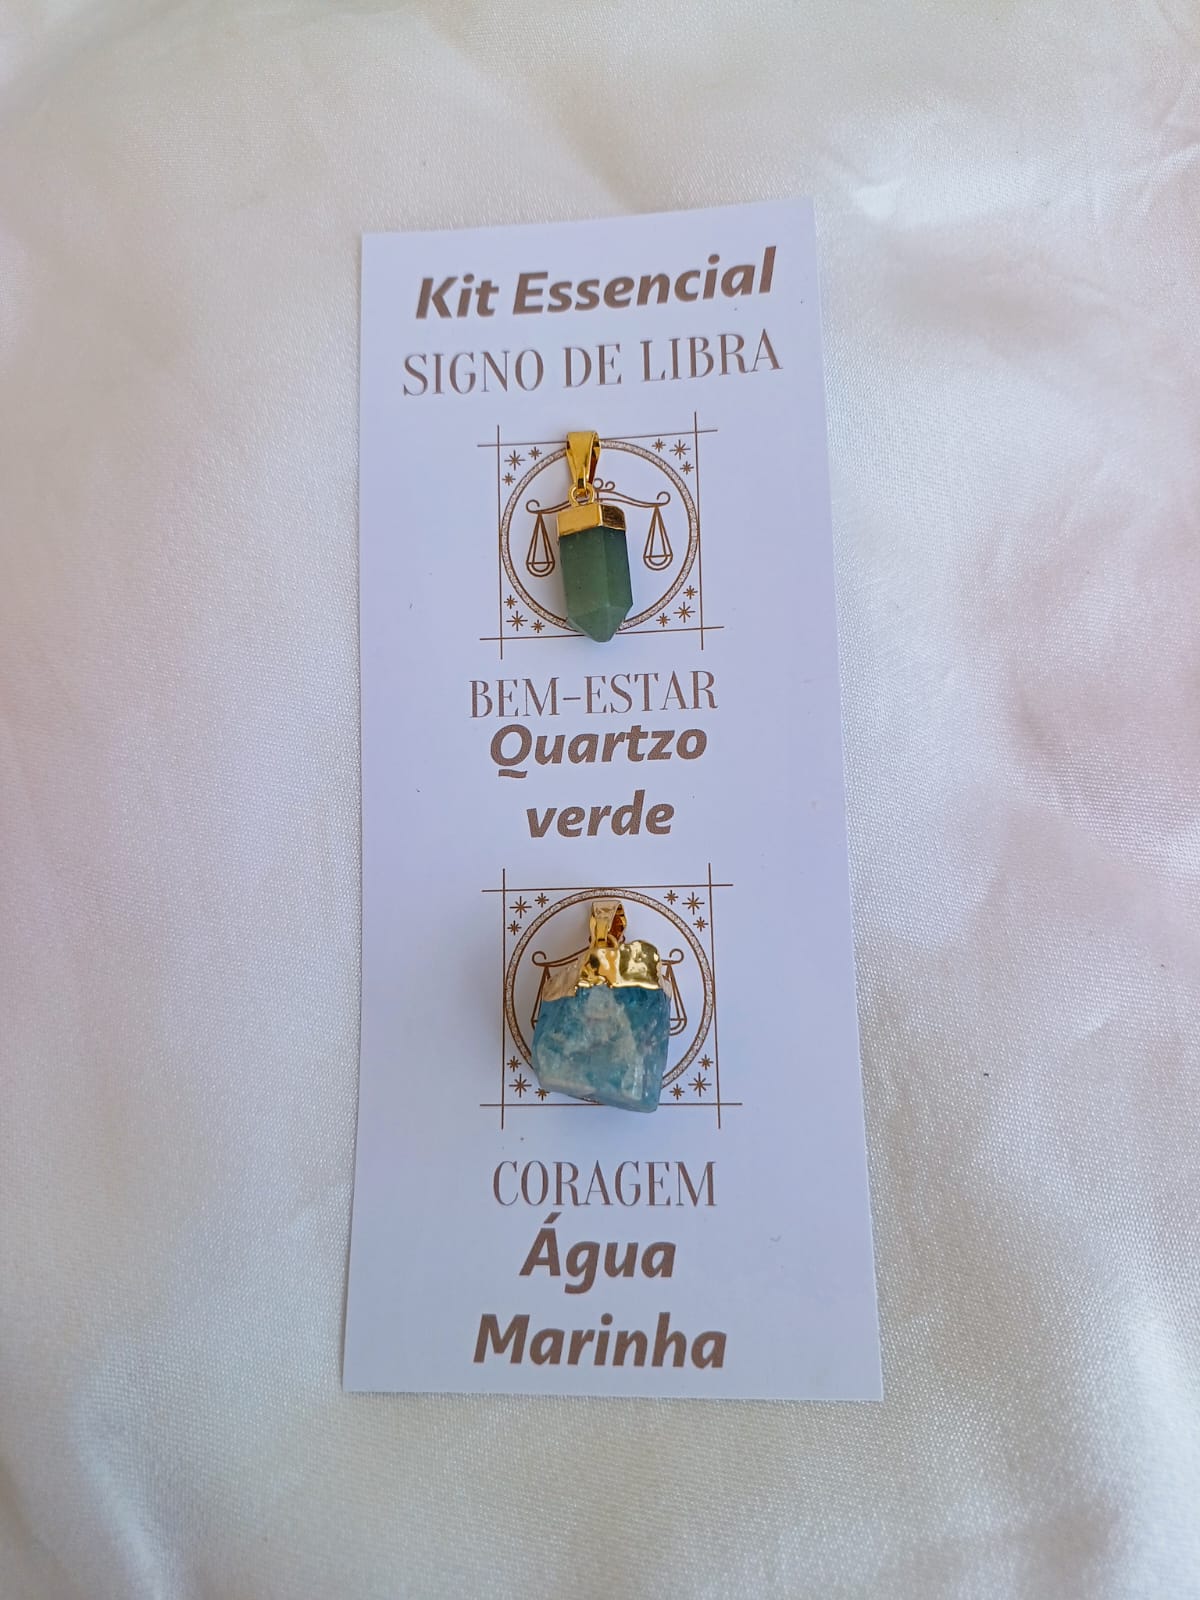 Kit Essencial
SIGNO DE LIBRA
BEM-ESTAR
Quartzo
verde
CORAGEM
Água
Marinha